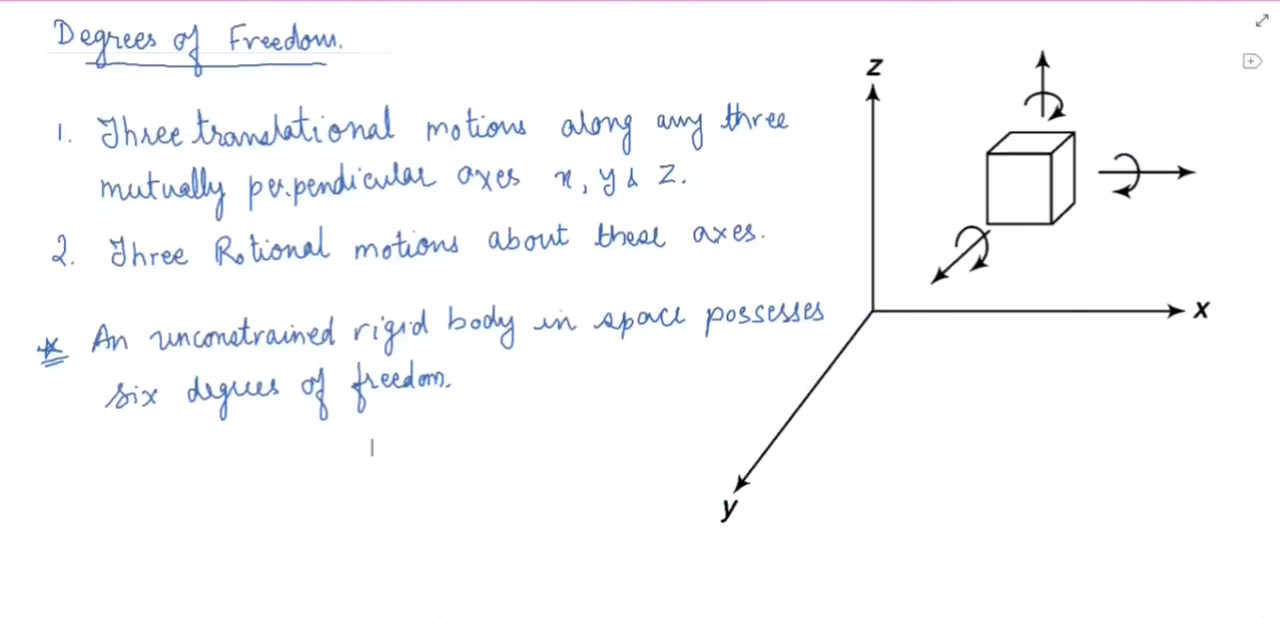 Degrees of Freedom.
1. Three translational motions along any three
mutually perpendicular axes x, y & z.
2. Three Rotional motions about these axes.
* An unconstrained rigid body in space possesses
six degrees of freedom.
z
x
y